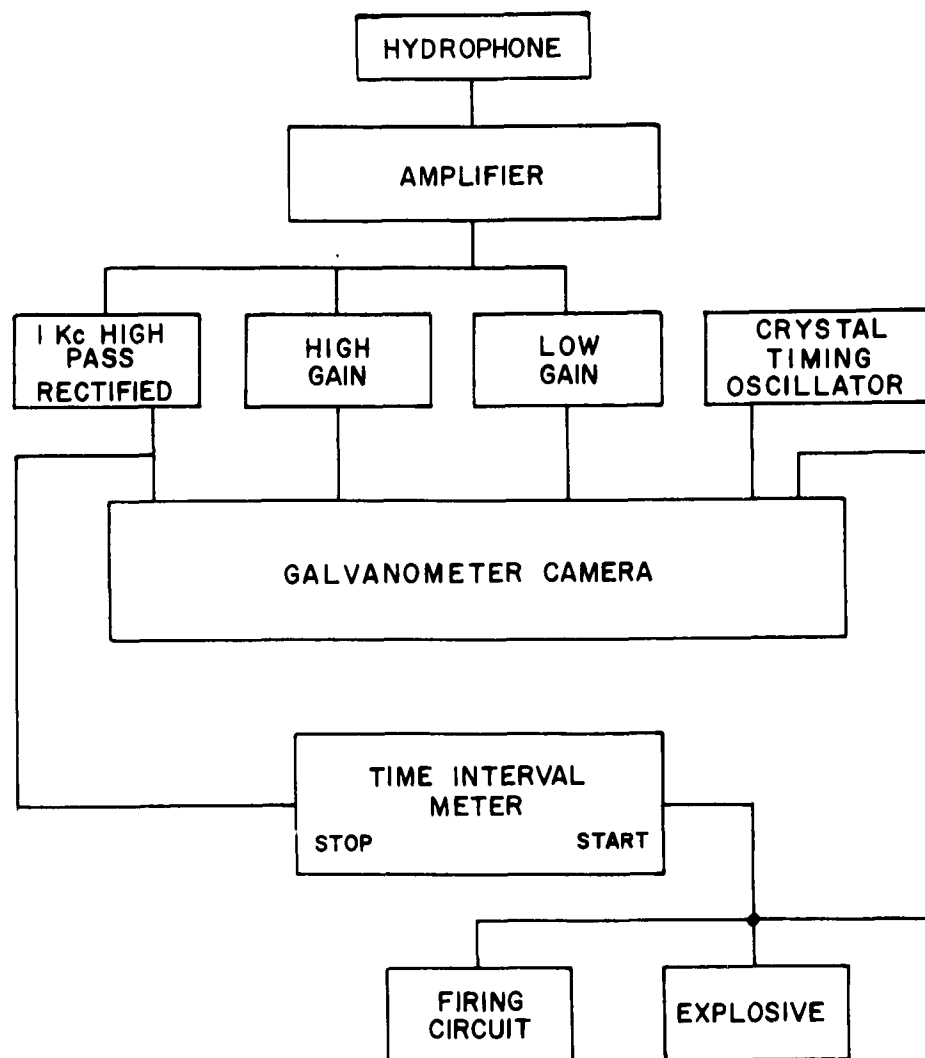 HYDROPHONE
AMPLIFIER
1 Kc HIGH
PASS
RECTIFIED
HIGH
GAIN
LOW
GAIN
CRYSTAL
TIMING
OSCILLATOR
GALVANOMETER CAMERA
TIME INTERVAL
METER
STOP
START
FIRING
CIRCUIT
EXPLOSIVE